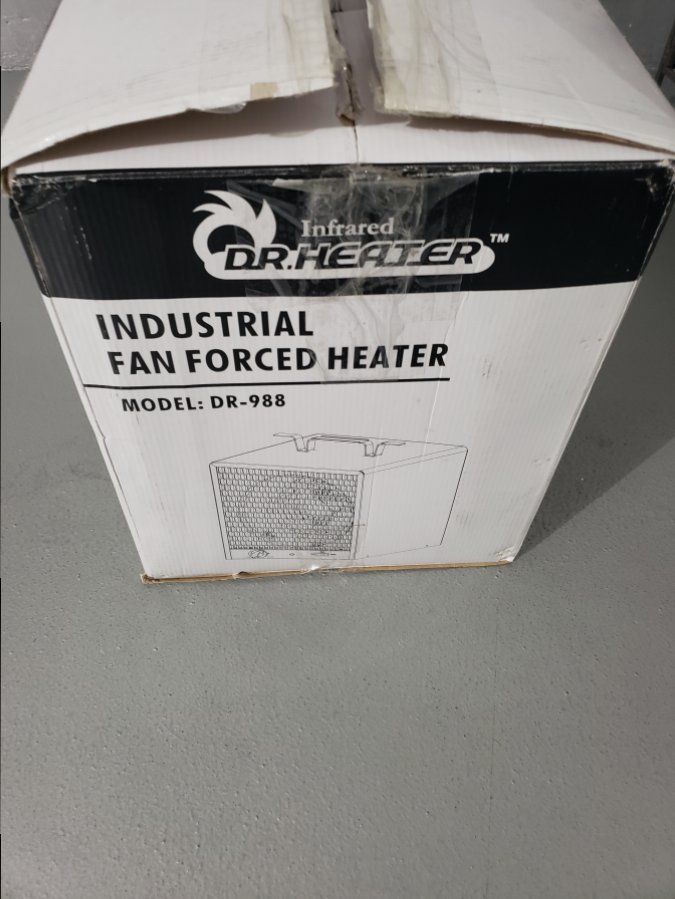 Infrared
DR.HEATER™
INDUSTRIAL
FAN FORCED HEATER
MODEL: DR-988